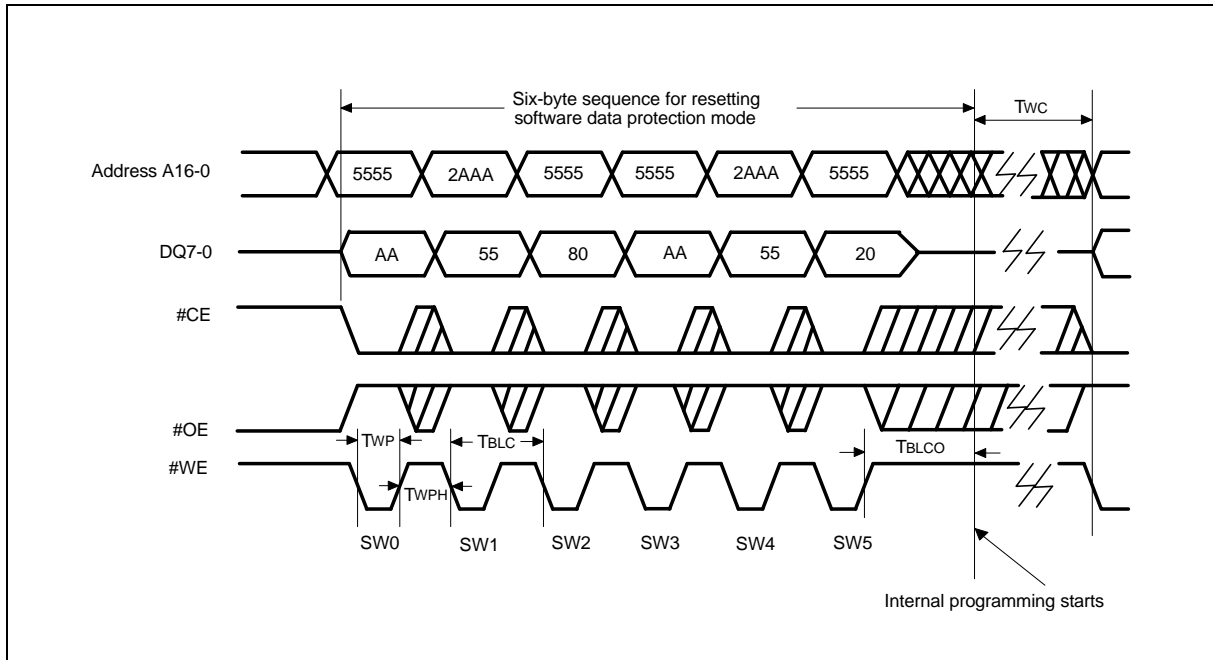 Six-byte sequence for resetting
software data protection mode
TWC
Address A16-0
5555 2AAA 5555 5555 2AAA 5555
DQ7-0
AA 55 80 AA 55 20
#CE
#OE
TWP TBLC TBLCO
#WE
TWPH
SW0 SW1 SW2 SW3 SW4 SW5
Internal programming starts